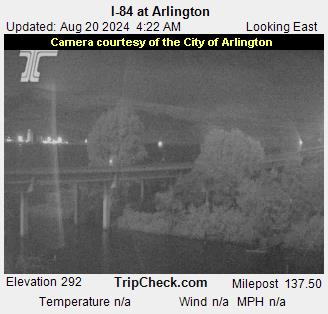 I-84 at Arlington
Updated: Aug 20 2024 4:22 AM Looking East
Camera courtesy of the City of Arlington
Elevation 292 TripCheck.com Milepost 137.50
Temperature n/a Wind n/a MPH n/a